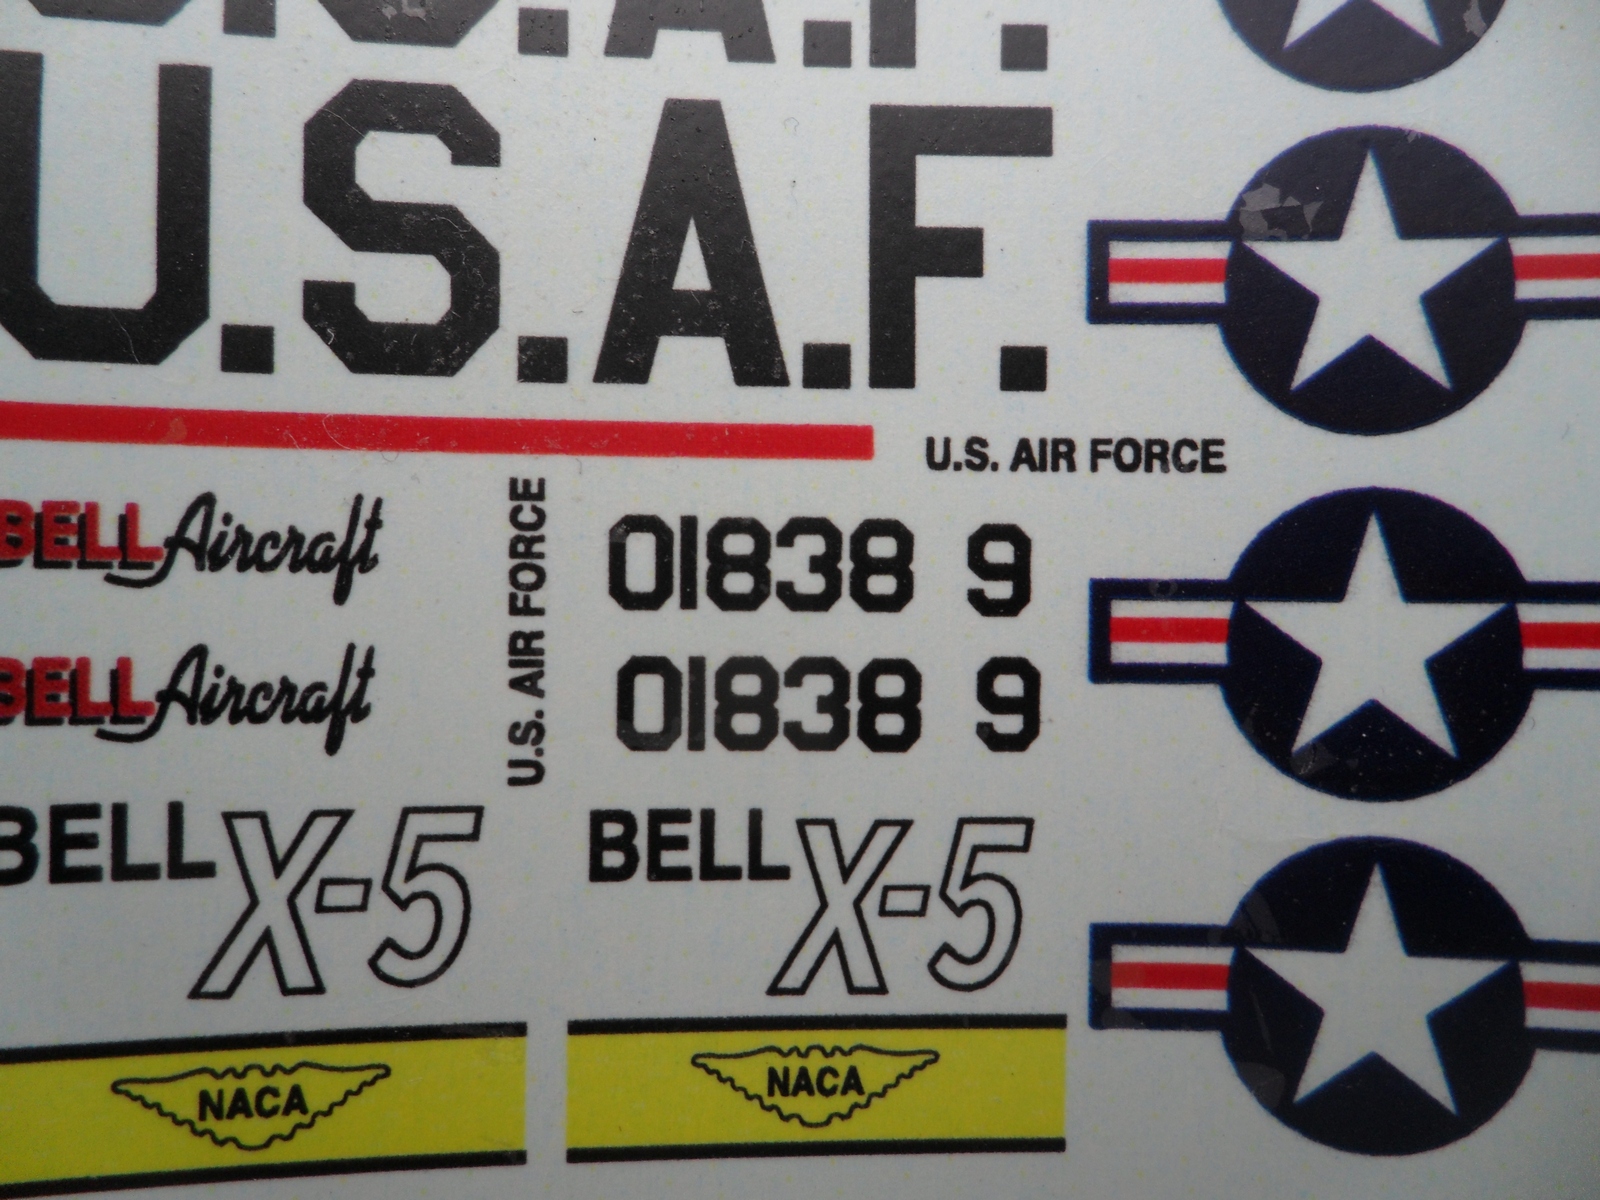 U.S.A.F.
U.S.A.F.
U.S. AIR FORCE
BELL Aircraft
U.S. AIR FORCE
01838 9
BELL Aircraft
01838 9
BELL X-5
BELL X-5
NACA
NACA